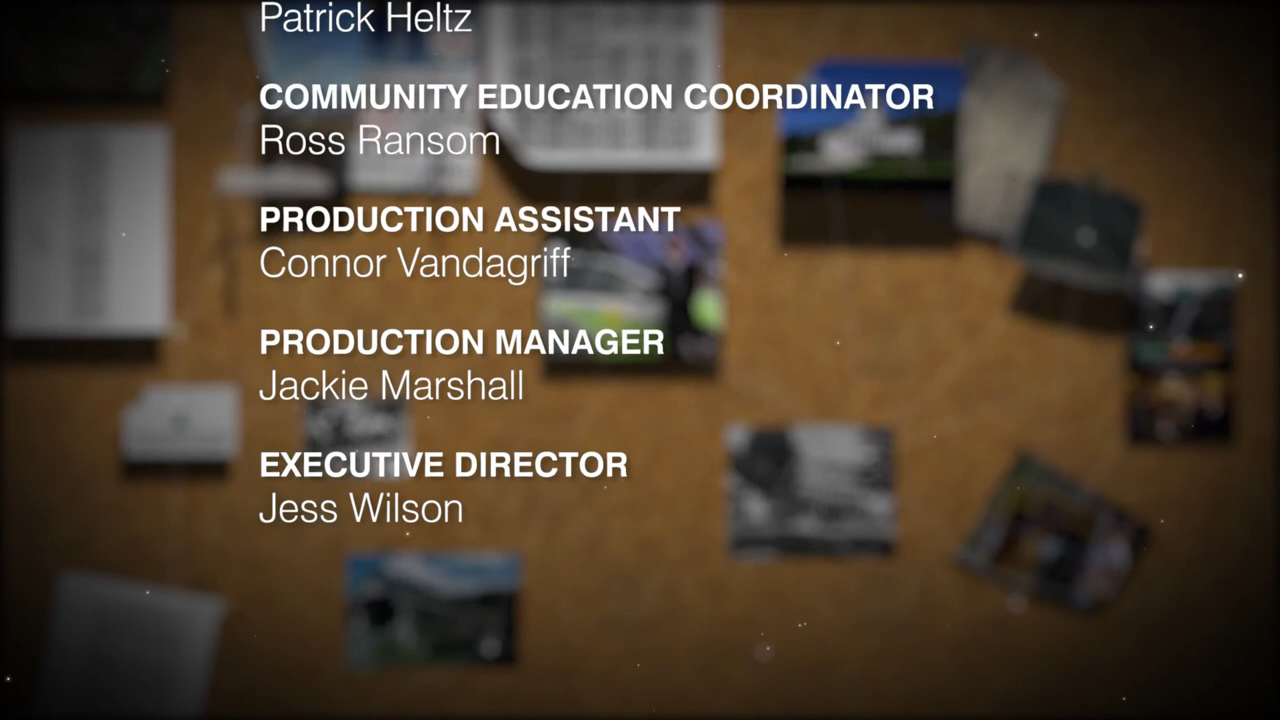 Patrick Heltz
COMMUNITY EDUCATION COORDINATOR
Ross Ransom
PRODUCTION ASSISTANT
Connor Vandagriff
PRODUCTION MANAGER
Jackie Marshall
EXECUTIVE DIRECTOR
Jess Wilson